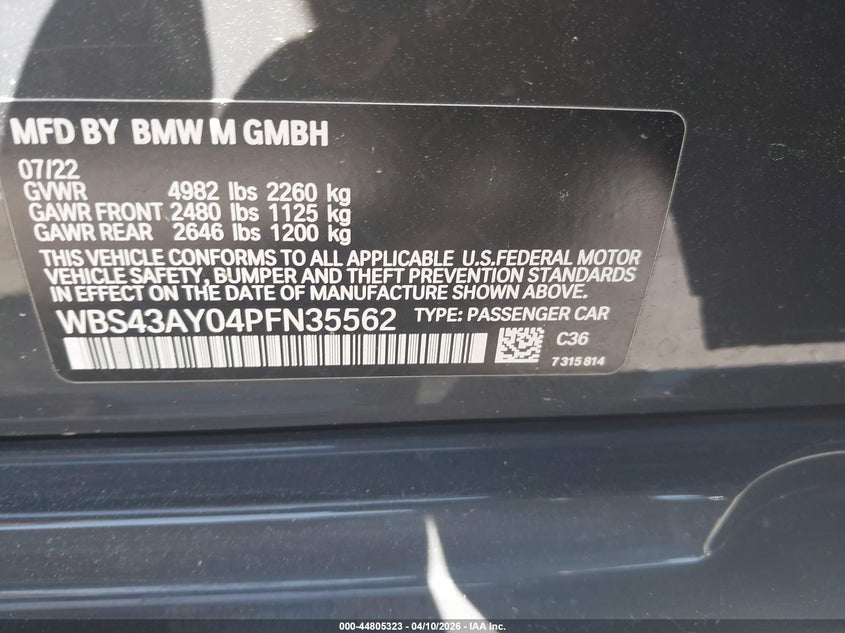 MFD BY BMW M GMBH
07/22
GVWR 4982 lbs 2260 kg
GAWR FRONT 2480 lbs 1125 kg
GAWR REAR 2646 lbs 1200 kg
THIS VEHICLE CONFORMS TO ALL APPLICABLE U.S.FEDERAL MOTOR
VEHICLE SAFETY, BUMPER AND THEFT PREVENTION STANDARDS
IN EFFECT ON DATE OF MANUFACTURE SHOWN ABOVE.
WBS43AY04PFN35562 TYPE: PASSENGER CAR
C36
7 315 814
000-44805323 - 04/10/2026 - IAA Inc.